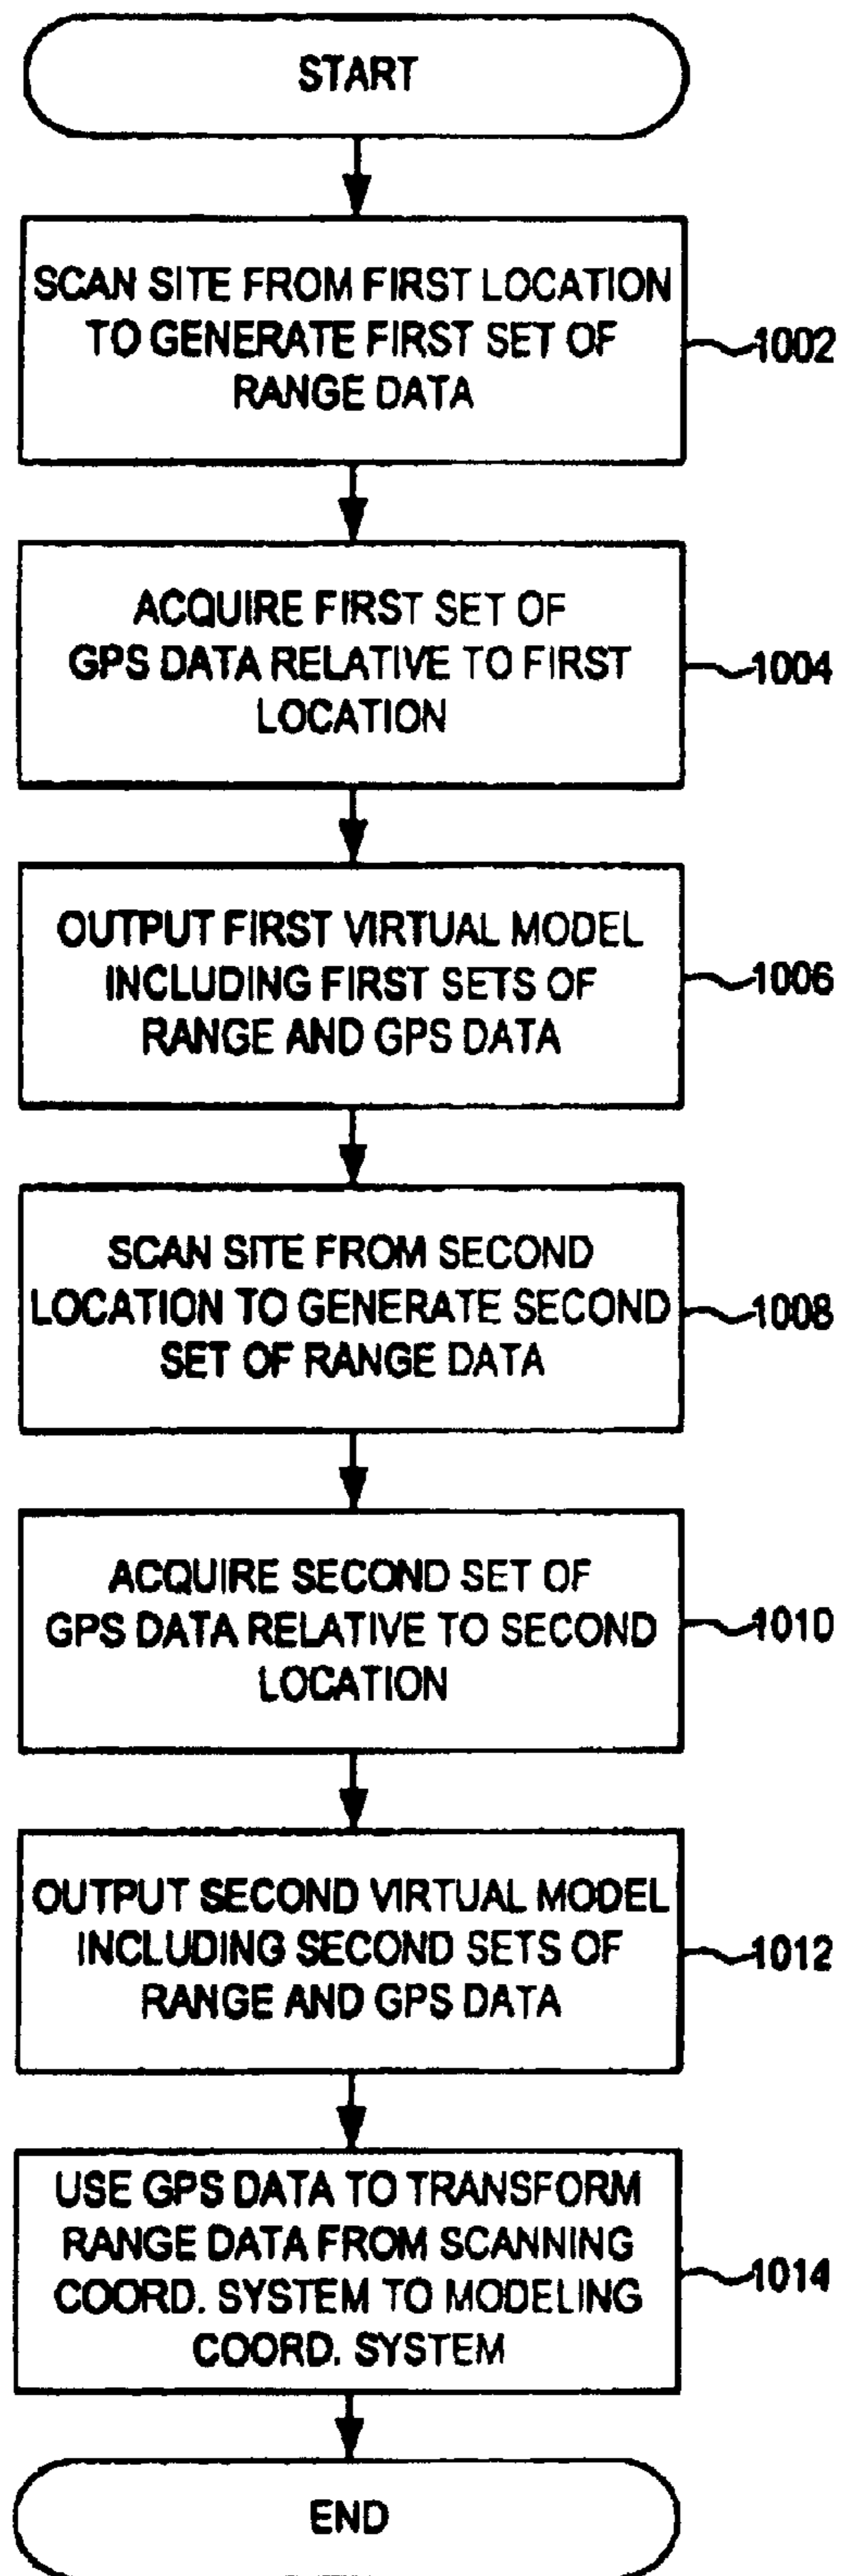 START
SCAN SITE FROM FIRST LOCATION
TO GENERATE FIRST SET OF
RANGE DATA
1002
ACQUIRE FIRST SET OF
GPS DATA RELATIVE TO FIRST
LOCATION
1004
OUTPUT FIRST VIRTUAL MODEL
INCLUDING FIRST SETS OF
RANGE AND GPS DATA
1006
SCAN SITE FROM SECOND
LOCATION TO GENERATE SECOND
SET OF RANGE DATA
1008
ACQUIRE SECOND SET OF
GPS DATA RELATIVE TO SECOND
LOCATION
1010
OUTPUT SECOND VIRTUAL MODEL
INCLUDING SECOND SETS OF
RANGE AND GPS DATA
1012
USE GPS DATA TO TRANSFORM
RANGE DATA FROM SCANNING
COORD. SYSTEM TO MODELING
COORD. SYSTEM
1014
END